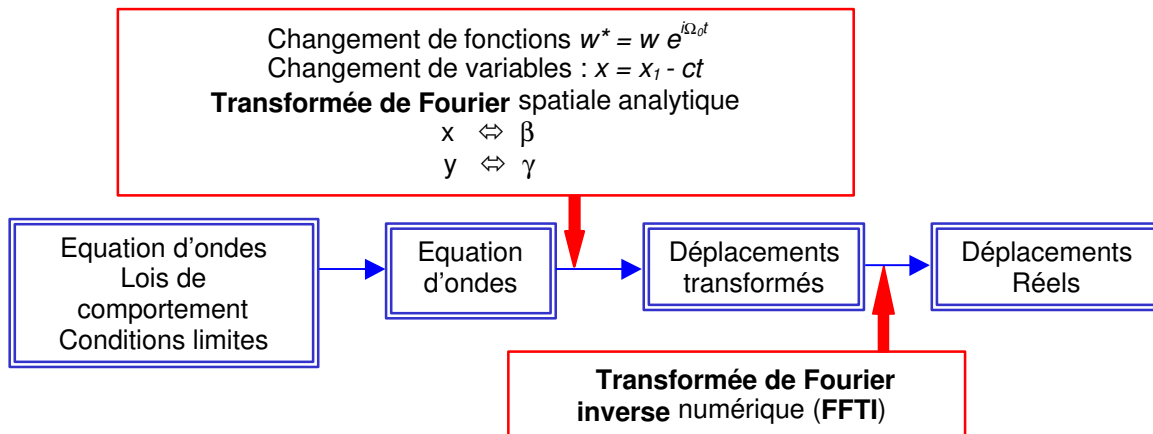 Changement de fonctions w* = w e^{iΩ₀t}
Changement de variables : x = x₁ - ct
Transformée de Fourier spatiale analytique
x ⇔ β
y ⇔ γ
Equation d'ondes
Lois de
comportement
Conditions limites
Equation
d'ondes
Déplacements
transformés
Déplacements
Réels
Transformée de Fourier
inverse numérique (FFTI)